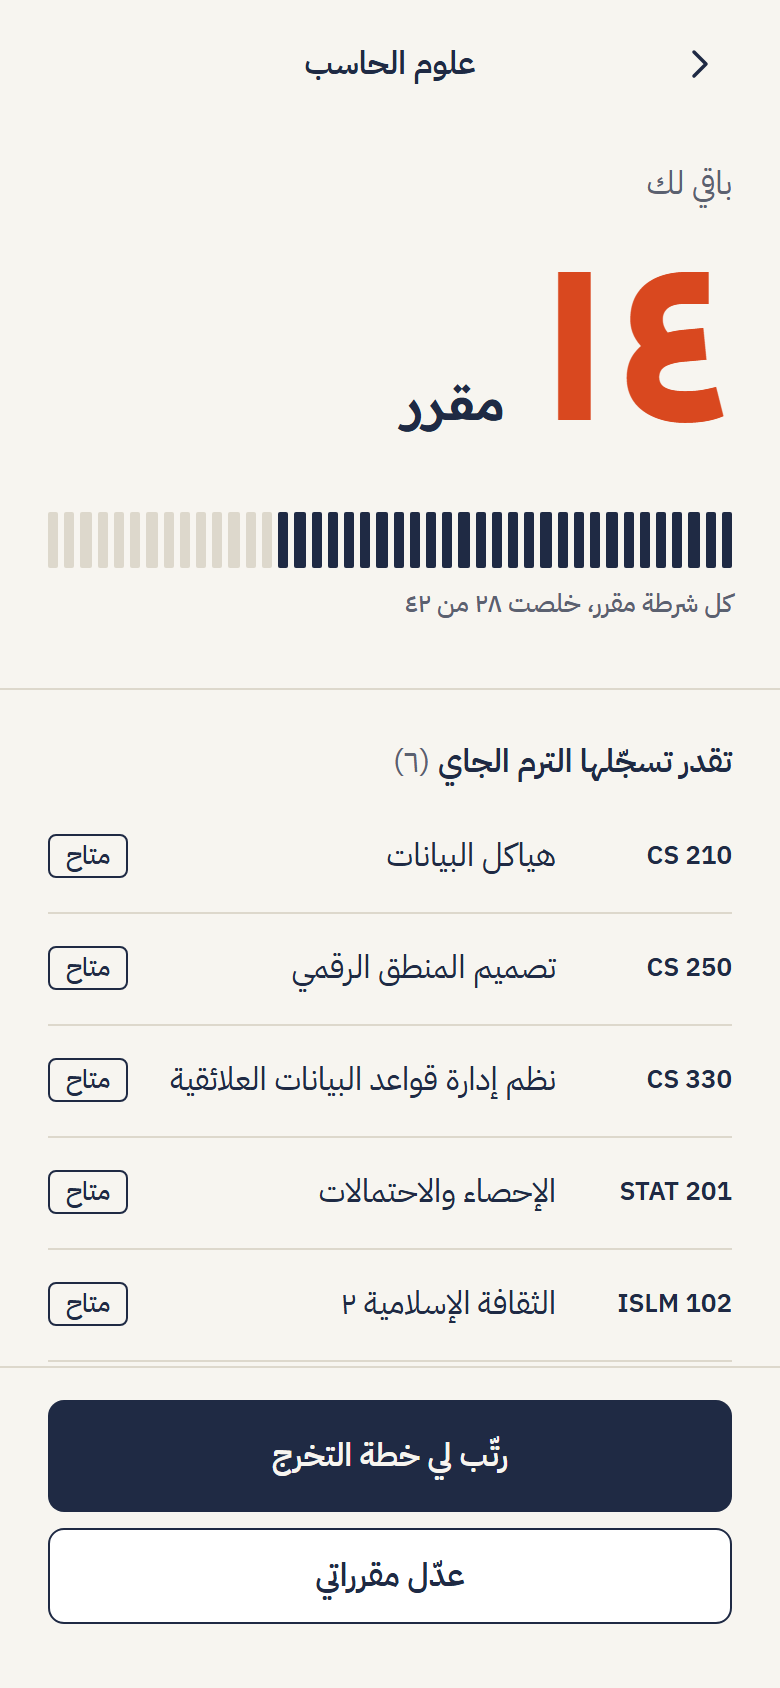 علوم الحاسب
باقي لك
١٤ مقرر
كل شرطة مقرر، خلصت ٢٨ من ٤٢
تقدر تسجّلها الترم الجاي (٦)
CS 210 هياكل البيانات متاح
CS 250 تصميم المنطق الرقمي متاح
CS 330 نظم إدارة قواعد البيانات العلائقية متاح
STAT 201 الإحصاء والاحتمالات متاح
ISLM 102 الثقافة الإسلامية ٢ متاح
رتّب لي خطة التخرج
عدّل مقرراتي